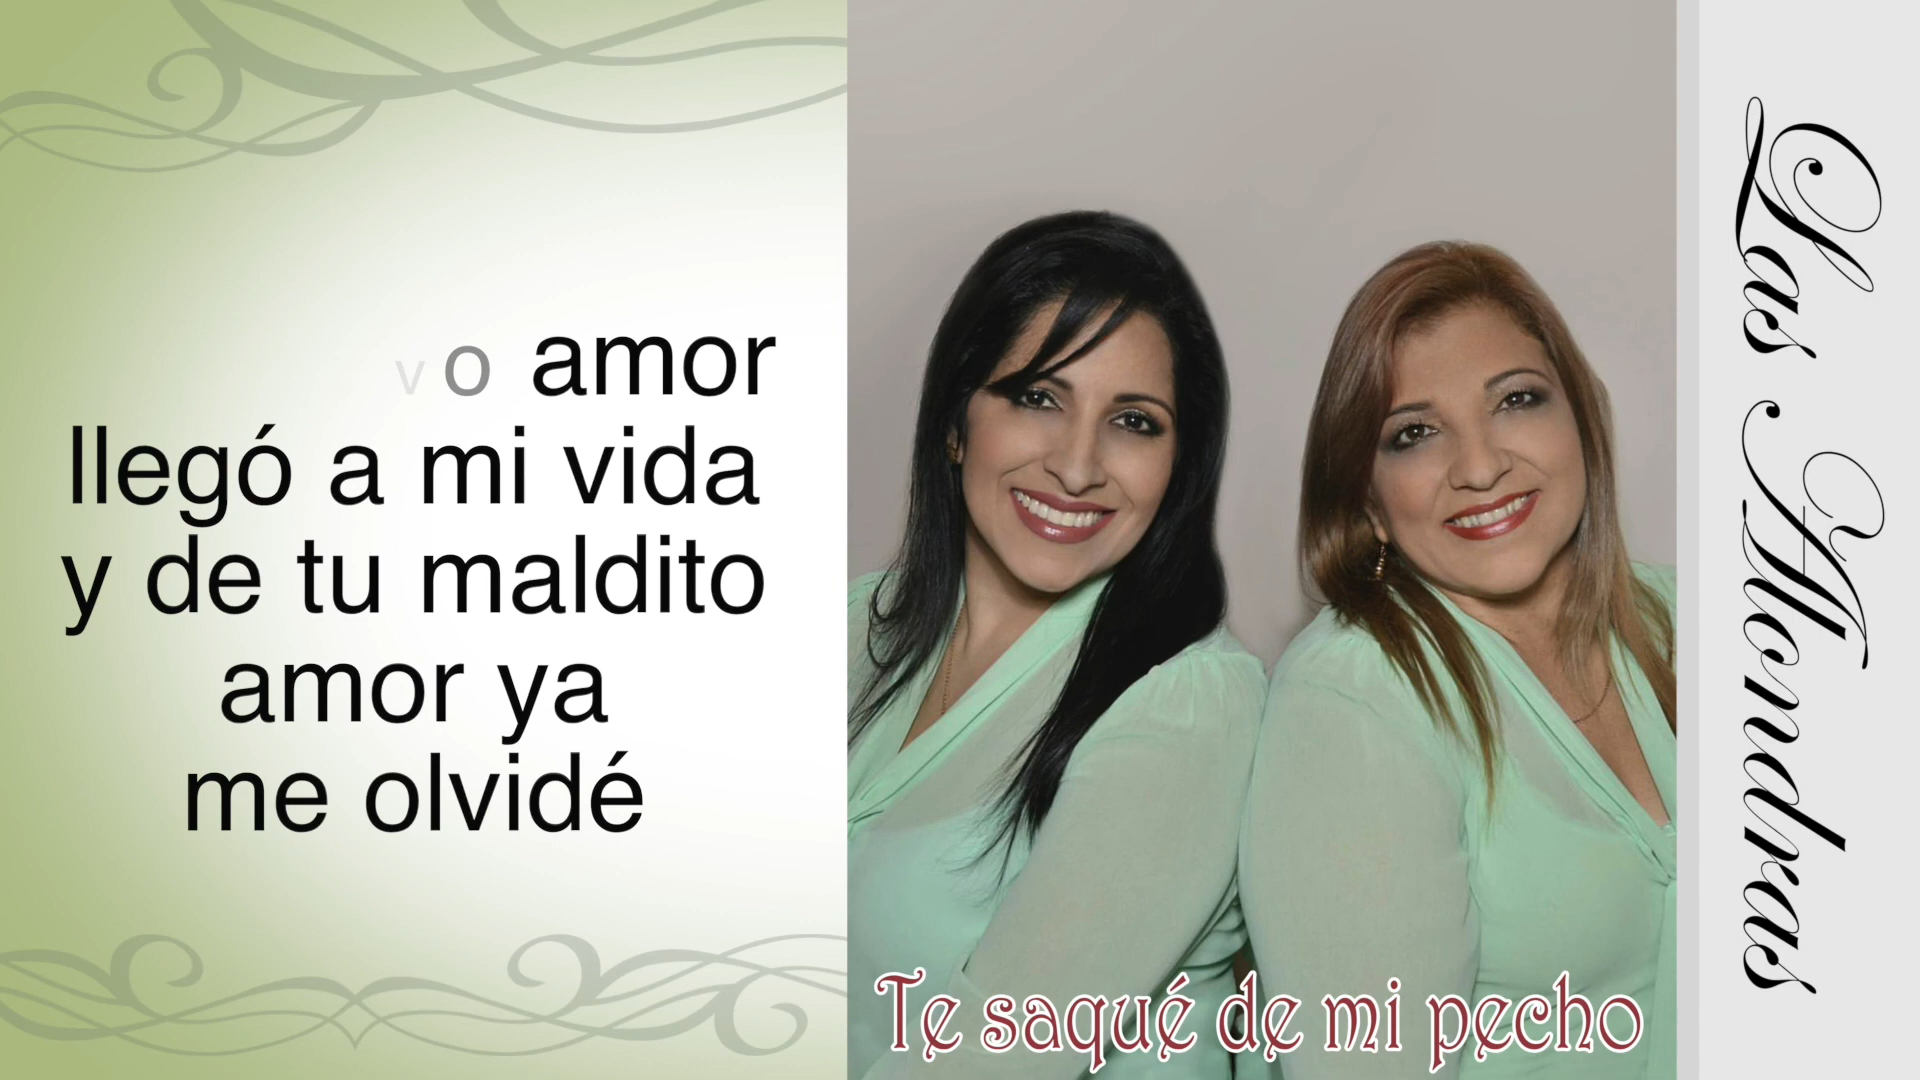 vo amor
llegó a mi vida
y de tu maldito
amor ya
me olvidé
Te saqué de mi pecho
Las Alondras